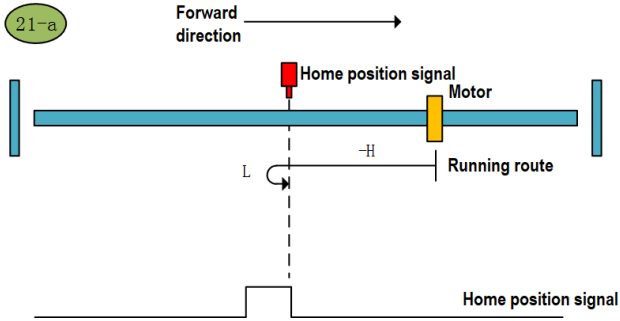 21-a
Forward
direction
Home position signal
Motor
-H
L
Running route
Home position signal